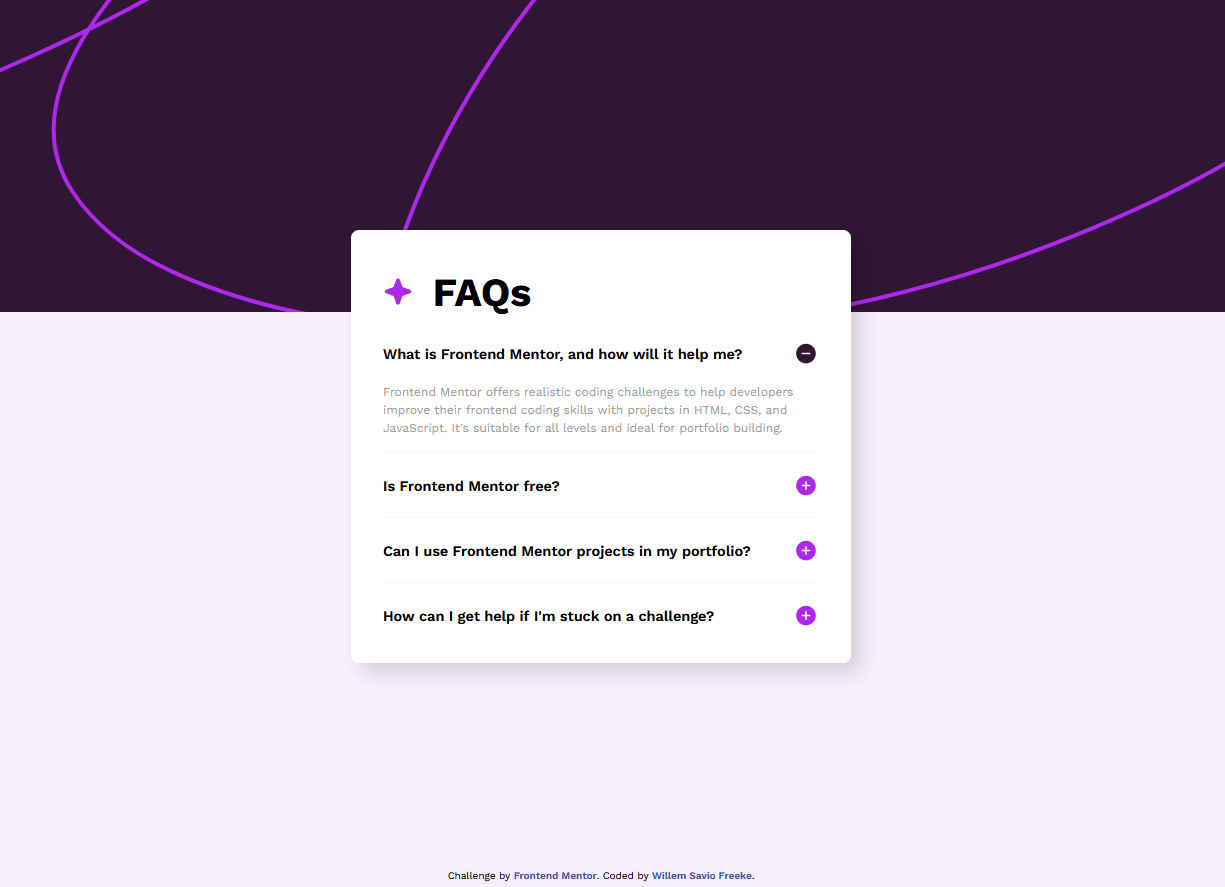 FAQs
What is Frontend Mentor, and how will it help me?
Frontend Mentor offers realistic coding challenges to help developers
improve their frontend coding skills with projects in HTML, CSS, and
JavaScript. It's suitable for all levels and ideal for portfolio building.
Is Frontend Mentor free?
Can I use Frontend Mentor projects in my portfolio?
How can I get help if I'm stuck on a challenge?
Challenge by Frontend Mentor. Coded by Willem Savio Freeke.